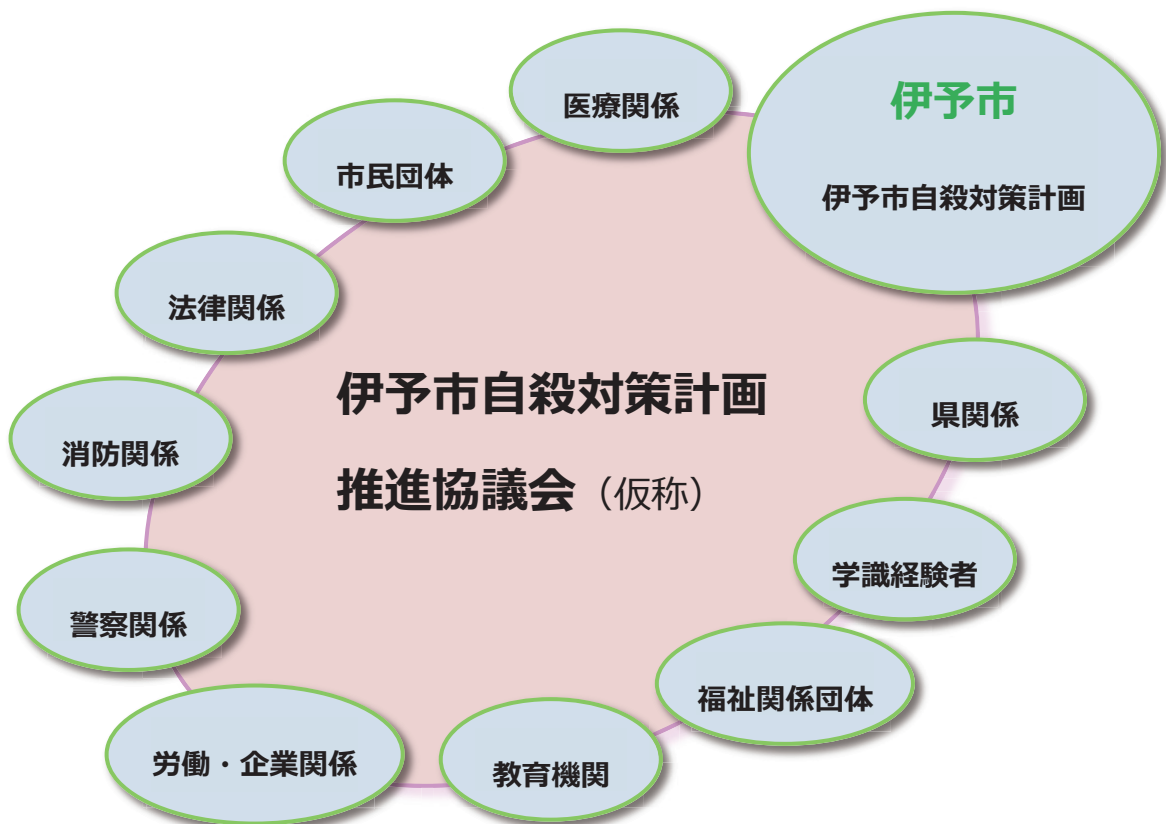 医療関係
伊予市
伊予市自殺対策計画
市民団体
法律関係
伊予市自殺対策計画
推進協議会（仮称）
県関係
消防関係
学識経験者
警察関係
福祉関係団体
労働・企業関係
教育機関